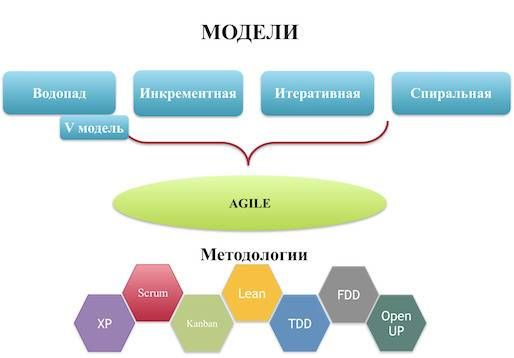 МОДЕЛИ
Водопад
Инкрементная
Итеративная
Спиральная
V модель
AGILE
Методологии
Scrum
Lean
FDD
XP
Kanban
TDD
Open
UP